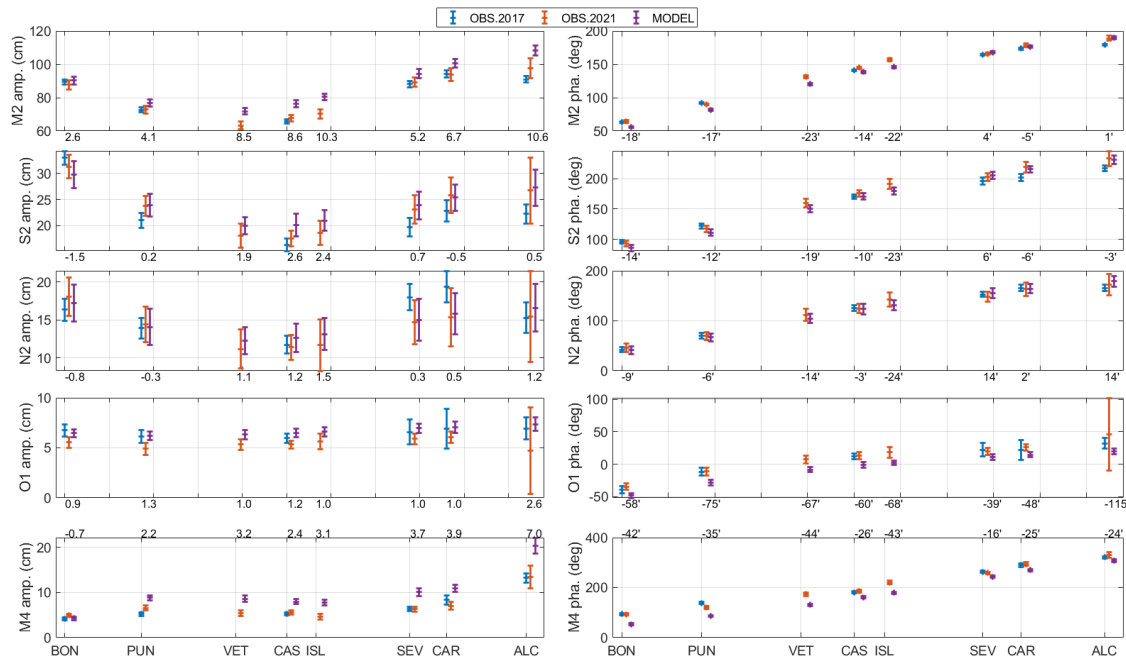 OBS.2017 OBS.2021 MODEL
M2 amp. (cm)
120
100
80
60
2.6 4.1 8.5 8.6 10.3 5.2 6.7 10.6
M2 pha. (deg)
200
150
100
50
-18' -17' -23' -14' -22' 4' -5' 1'
S2 amp. (cm)
30
25
20
-1.5 0.2 1.9 2.6 2.4 0.7 -0.5 0.5
S2 pha. (deg)
200
150
100
-14' -12' -19' -10' -23' 6' -6' -3'
N2 amp. (cm)
20
15
10
-0.8 -0.3 1.1 1.2 1.5 0.3 0.5 1.2
N2 pha. (deg)
200
100
0
-9' -6' -14' -3' -24' 14' 2' 14'
O1 amp. (cm)
10
5
0
0.9 1.3 1.0 1.2 1.0 1.0 1.0 2.6
O1 pha. (deg)
100
50
0
-50
-58' -75' -67' -60' -68' -39' -48' -115'
M4 amp. (cm)
-0.7 2.2 3.2 2.4 3.1 3.7 3.9 7.0
20
10
0
BON PUN VET CAS ISL SEV CAR ALC
M4 pha. (deg)
-42' -35' -44' -26' -43' -16' -25' -24'
400
200
0
BON PUN VET CAS ISL SEV CAR ALC